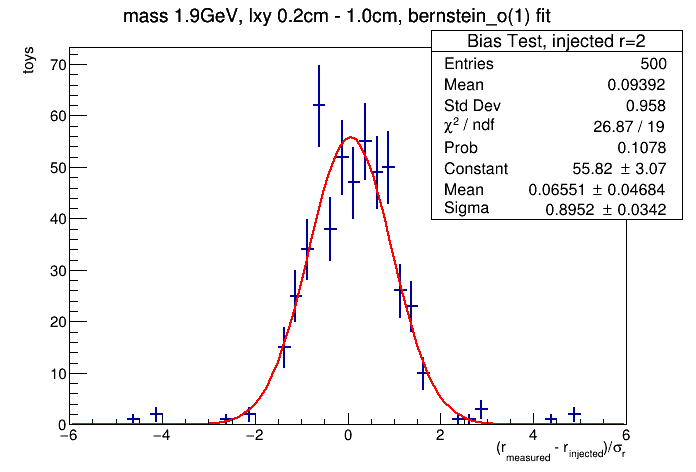 mass 1.9GeV, lxy 0.2cm - 1.0cm, bernstein_o(1) fit
toys
Bias Test, injected r=2
Entries 500
Mean 0.09392
Std Dev 0.958
χ² / ndf 26.87 / 19
Prob 0.1078
Constant 55.82 ± 3.07
Mean 0.06551 ± 0.04684
Sigma 0.8952 ± 0.0342
70
60
50
40
30
20
10
0
−6 −4 −2 0 2 4 6
(r_measured - r_injected)/σ_r